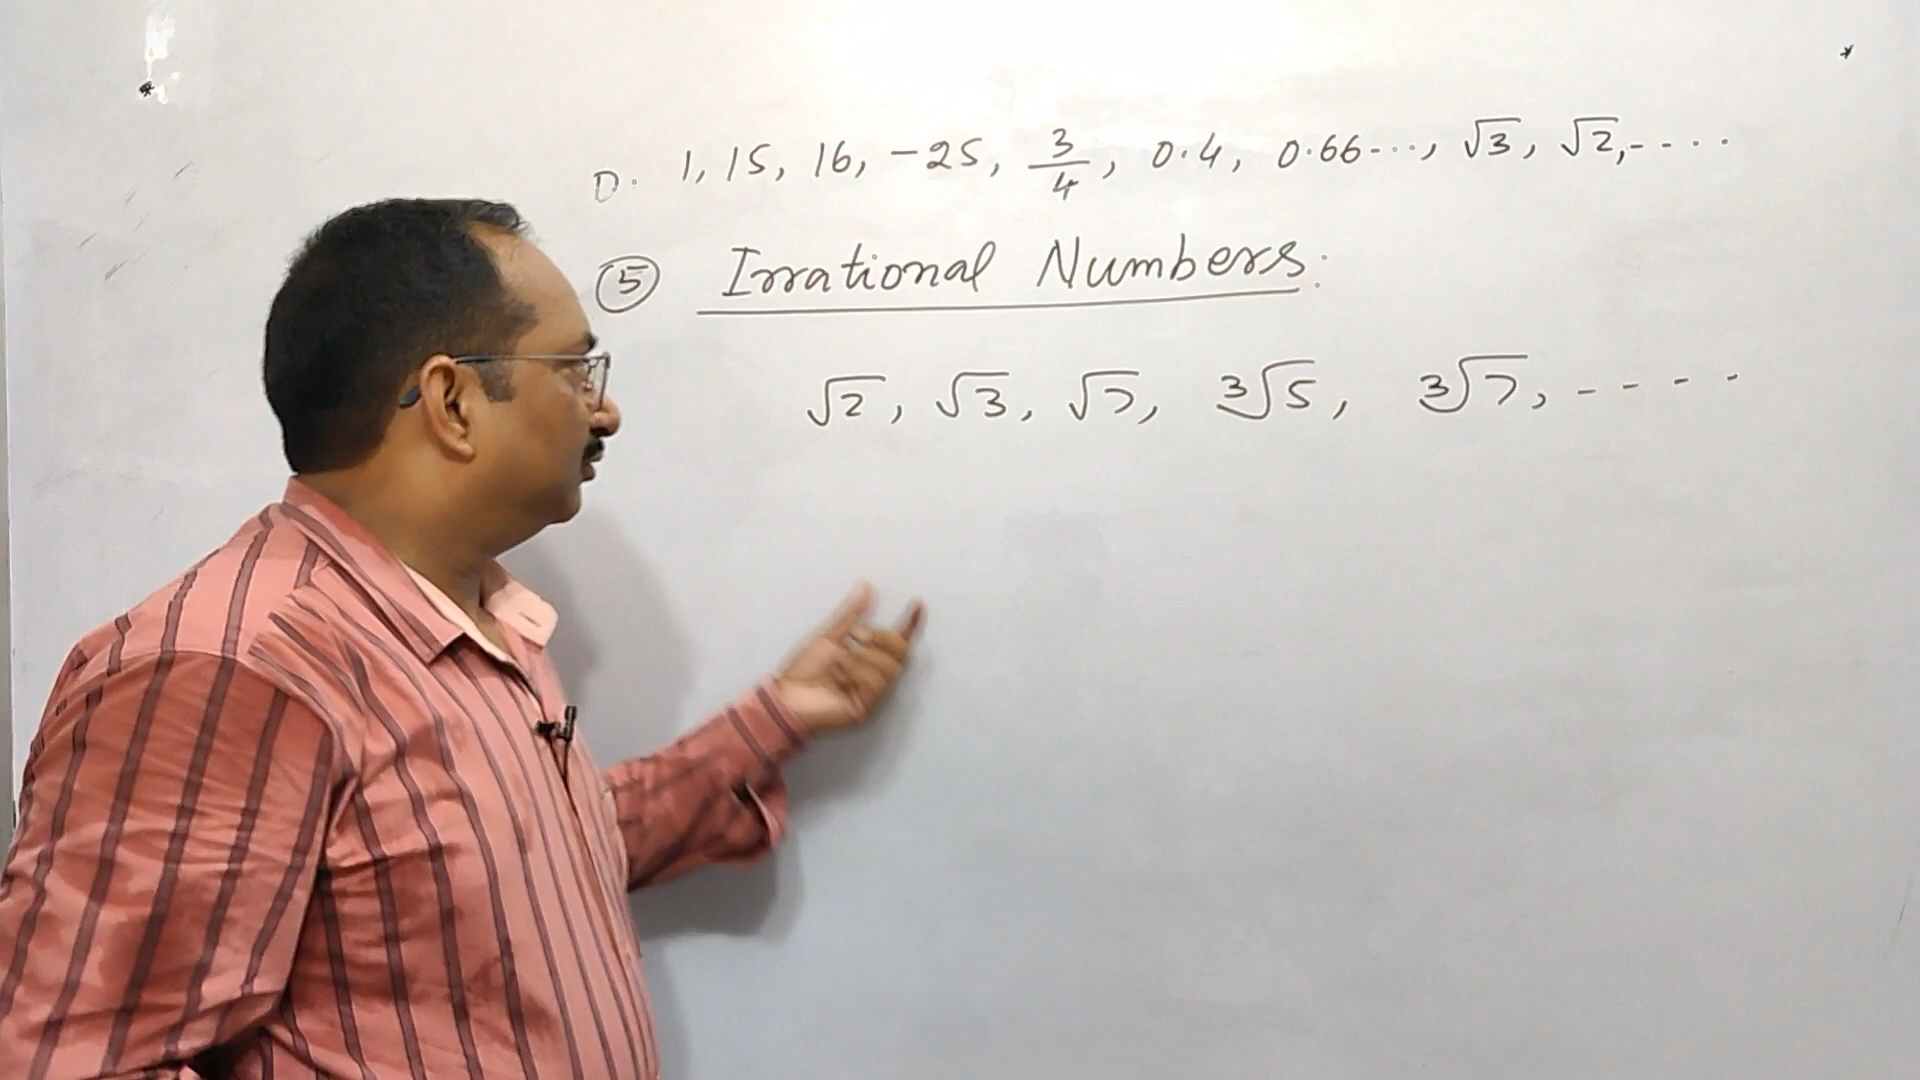 D. 1, 15, 16, -25, 3/4, 0.4, 0.66..., √3, √2,- - - -
⑤ Irrational Numbers:
√2, √3, √7, ³√5, ³√7, - - - -